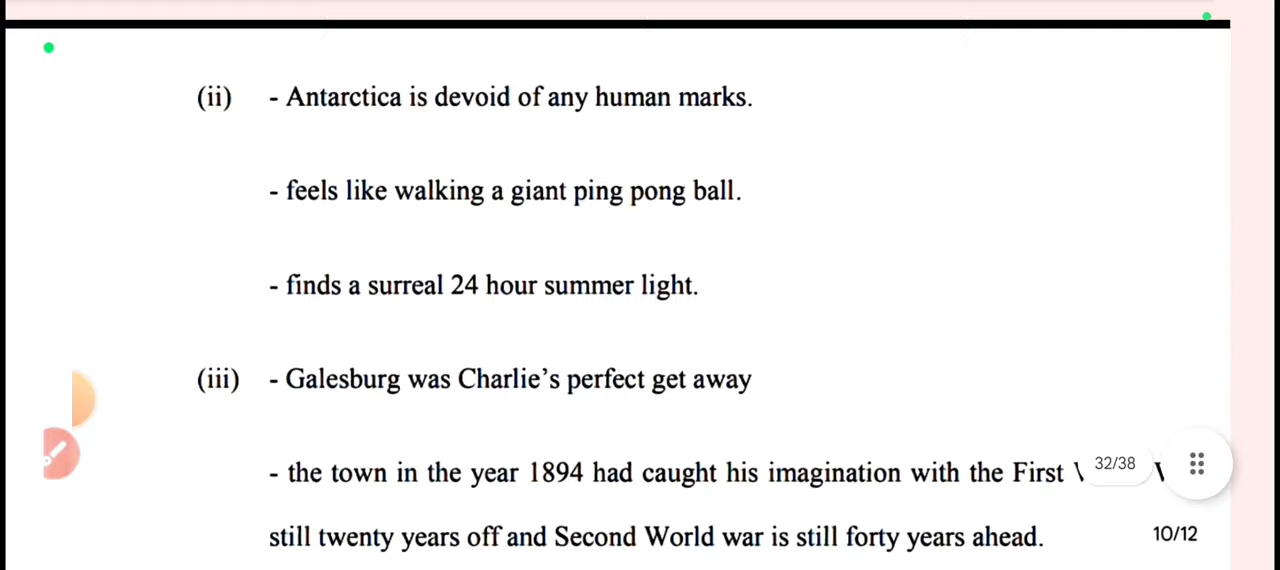 (ii) - Antarctica is devoid of any human marks.
- feels like walking a giant ping pong ball.
- finds a surreal 24 hour summer light.
(iii) - Galesburg was Charlie's perfect get away
- the town in the year 1894 had caught his imagination with the First
32/38
still twenty years off and Second World war is still forty years ahead.
10/12